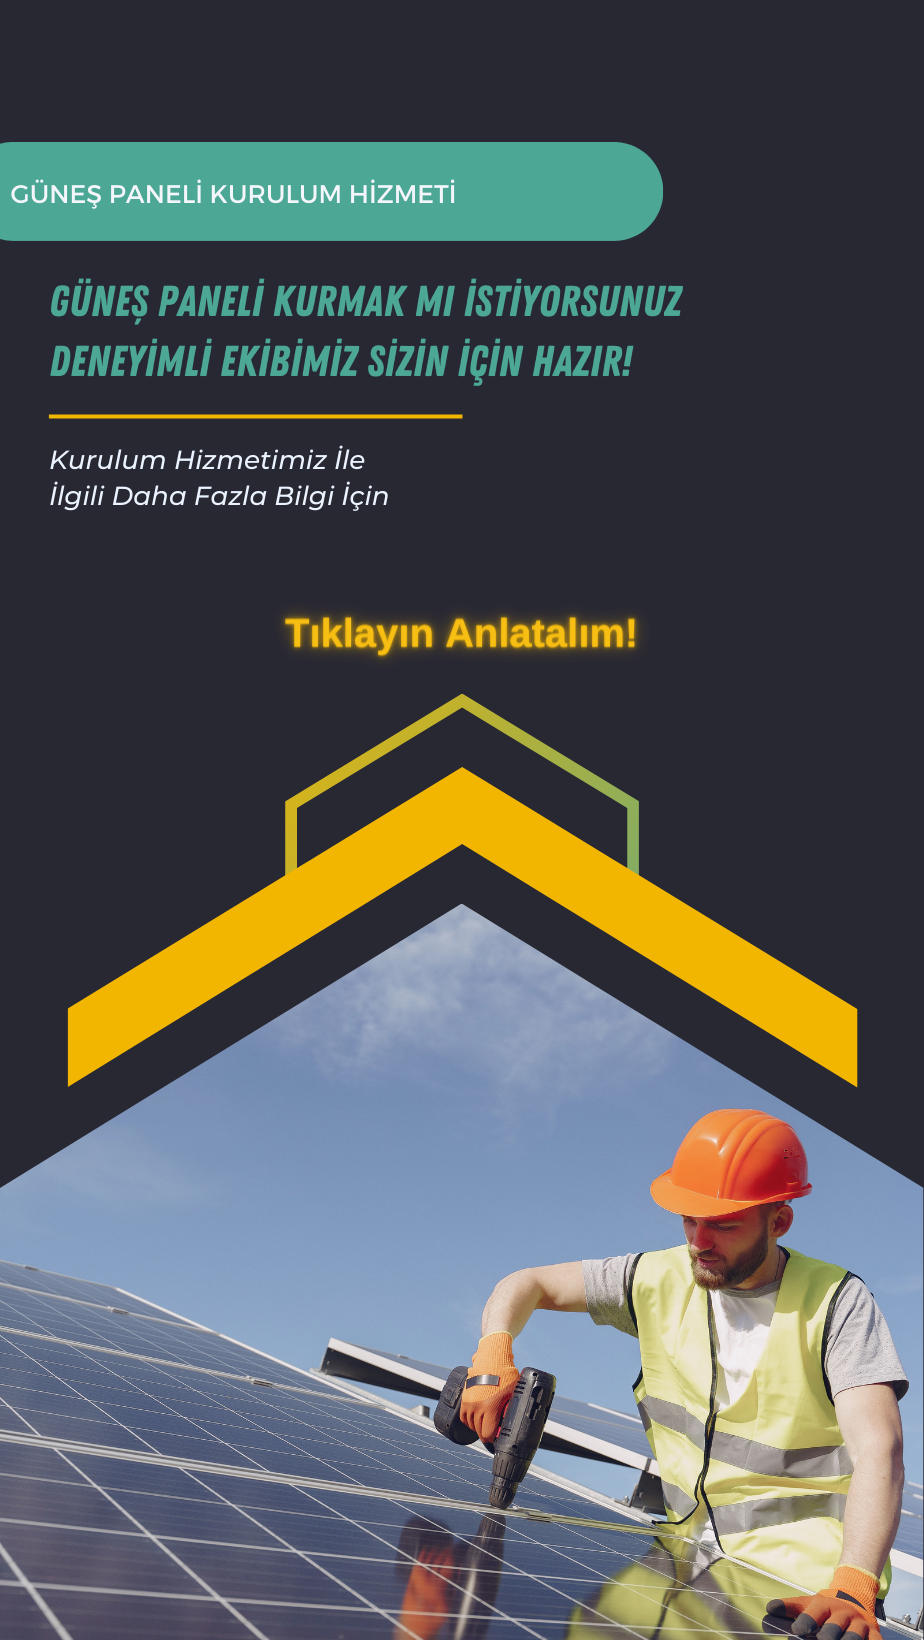 GÜNEŞ PANELİ KURULUM HİZMETİ
GÜNEŞ PANELİ KURMAK MI İSTİYORSUNUZ
DENEYİMLİ EKİBİMİZ SİZİN İÇİN HAZIR!
Kurulum Hizmetimiz İle
İlgili Daha Fazla Bilgi İçin
Tıklayın Anlatalım!